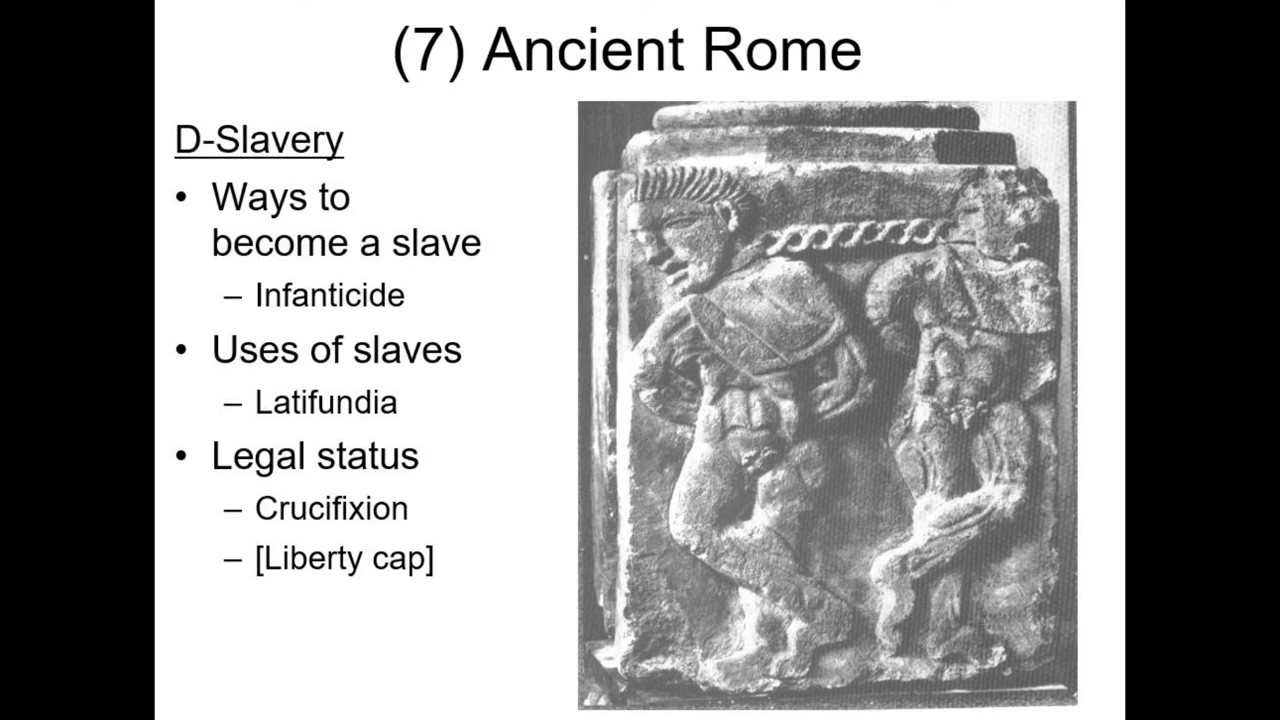 (7) Ancient Rome
D-Slavery
• Ways to
become a slave
– Infanticide
• Uses of slaves
– Latifundia
• Legal status
– Crucifixion
– [Liberty cap]